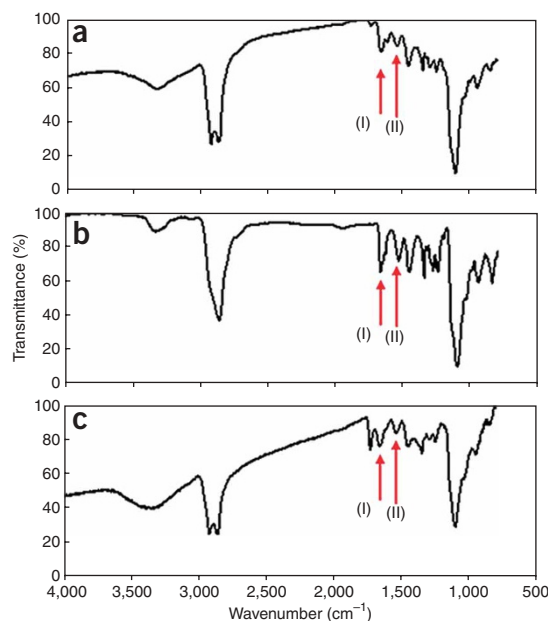 a
100
80
60
40
20
0
(I)
(II)
b
100
80
60
40
20
0
(I)
(II)
c
100
80
60
40
20
0
(I)
(II)
Transmittance (%)
4,000 3,500 3,000 2,500 2,000 1,500 1,000 500
Wavenumber (cm⁻¹)